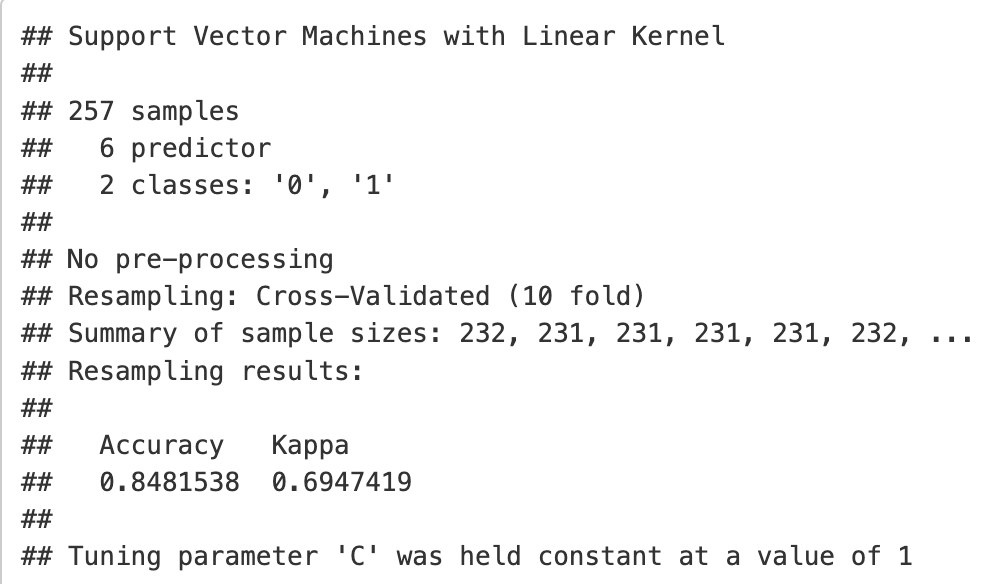 ## Support Vector Machines with Linear Kernel
##
## 257 samples
##   6 predictor
##   2 classes: '0', '1'
##
## No pre-processing
## Resampling: Cross-Validated (10 fold)
## Summary of sample sizes: 232, 231, 231, 231, 231, 232, ...
## Resampling results:
##
##   Accuracy   Kappa
##   0.8481538  0.6947419
##
## Tuning parameter 'C' was held constant at a value of 1